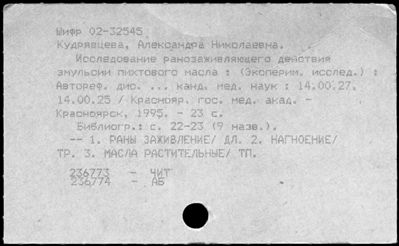 Шифр 02-32545
Кудрявцева, Александра Николаевна.
Исследование ранозаживляющего действия
эмульсии пихтового масла : (Эксперим. исслед.) :
Автореф. дис. ... канд. мед. наук : 14.00.27,
14.00.25 / Краснояр. гос. мед. акад. -
Красноярск, 1995. - 23 с.
Библиогр.: с. 22-23 (9 назв.).
-- 1. РАНЫ ЗАЖИВЛЕНИЕ/ ДЛ. 2. НАГНОЕНИЕ/
ТР. 3. МАСЛА РАСТИТЕЛЬНЫЕ/ ТП.
236773 - ЧИТ
236774 - АБ